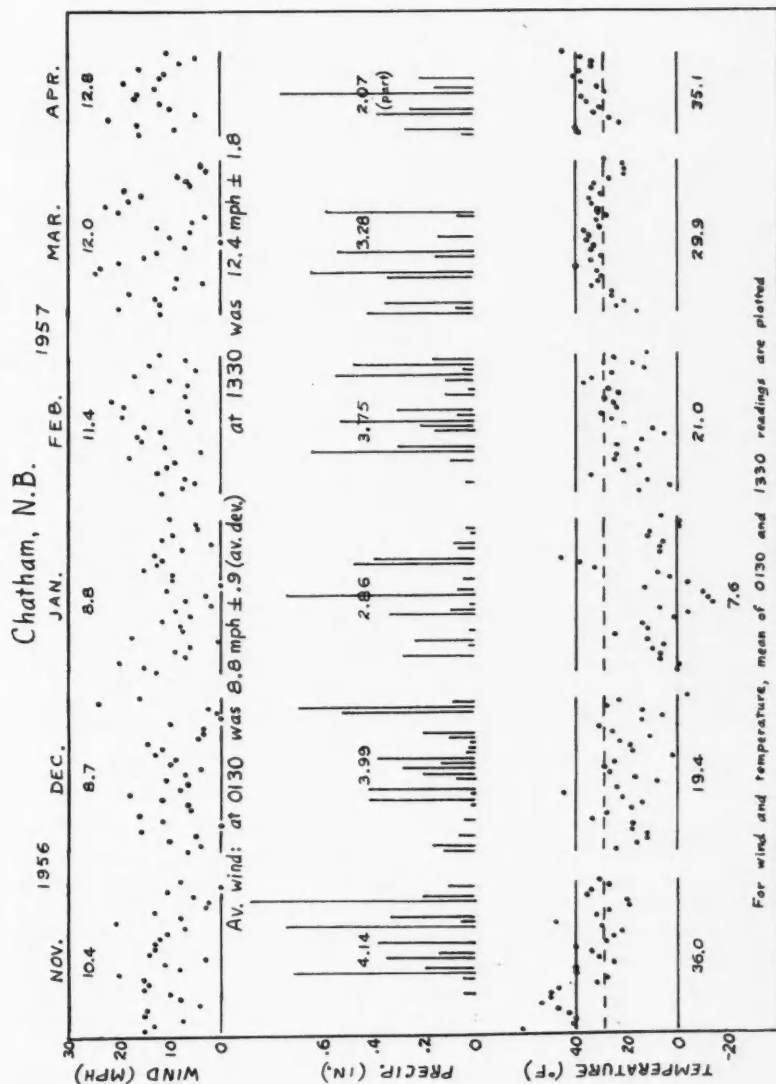 Chatham, N.B.
1956 1957
NOV. DEC. JAN. FEB. MAR. APR.
30
20
10
0
WIND (MPH)
10.4 8.7 8.8 11.4 12.0 12.8
Av. wind: at 0130 was 8.8 mph ± .9 (av. dev.) at 1330 was 12.4 mph ± 1.8
.8
.6
.4
.2
0
PRECIP. (IN.)
4.14 3.99 2.86 3.75 3.28 2.07
(part)
60
40
20
0
-20
TEMPERATURE (°F)
36.0 19.4 7.6 21.0 29.9 35.1
For wind and temperature, mean of 0130 and 1330 readings are plotted